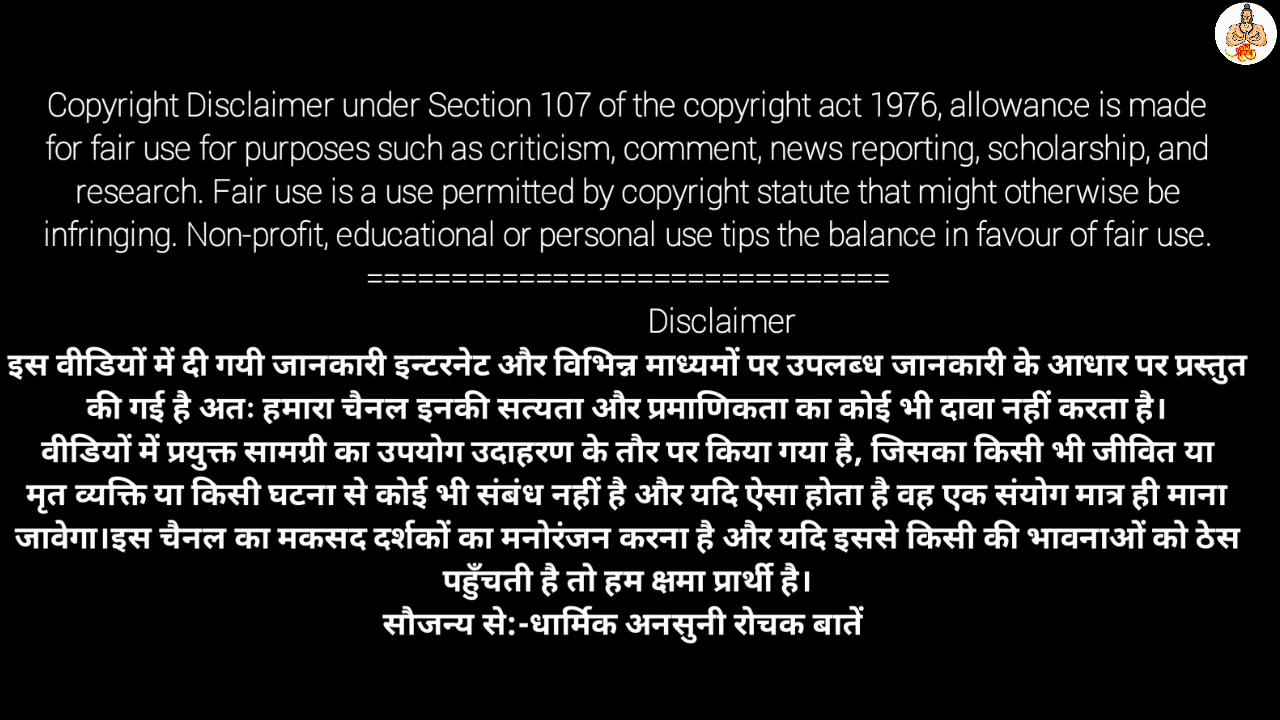 Copyright Disclaimer under Section 107 of the copyright act 1976, allowance is made
for fair use for purposes such as criticism, comment, news reporting, scholarship, and
research. Fair use is a use permitted by copyright statute that might otherwise be
infringing. Non-profit, educational or personal use tips the balance in favour of fair use.
===============================
Disclaimer
इस वीडियों में दी गयी जानकारी इन्टरनेट और विभिन्न माध्यमों पर उपलब्ध जानकारी के आधार पर प्रस्तुत
की गई है अतः हमारा चैनल इनकी सत्यता और प्रमाणिकता का कोई भी दावा नहीं करता है।
वीडियों में प्रयुक्त सामग्री का उपयोग उदाहरण के तौर पर किया गया है, जिसका किसी भी जीवित या
मृत व्यक्ति या किसी घटना से कोई भी संबंध नहीं है और यदि ऐसा होता है वह एक संयोग मात्र ही माना
जावेगा।इस चैनल का मकसद दर्शकों का मनोरंजन करना है और यदि इससे किसी की भावनाओं को ठेस
पहुँचती है तो हम क्षमा प्रार्थी है।
सौजन्य से:-धार्मिक अनसुनी रोचक बातें